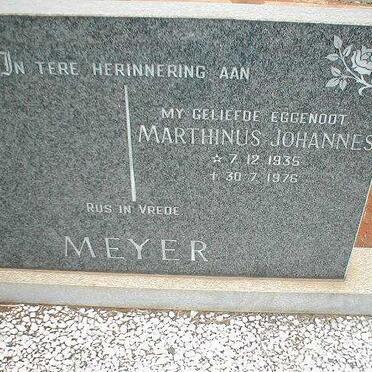 IN TERE HERINNERING AAN
MY GELIEFDE EGGENOOT
MARTHINUS JOHANNES
☆ 7.12.1935
† 30.7.1976
RUS IN VREDE
MEYER